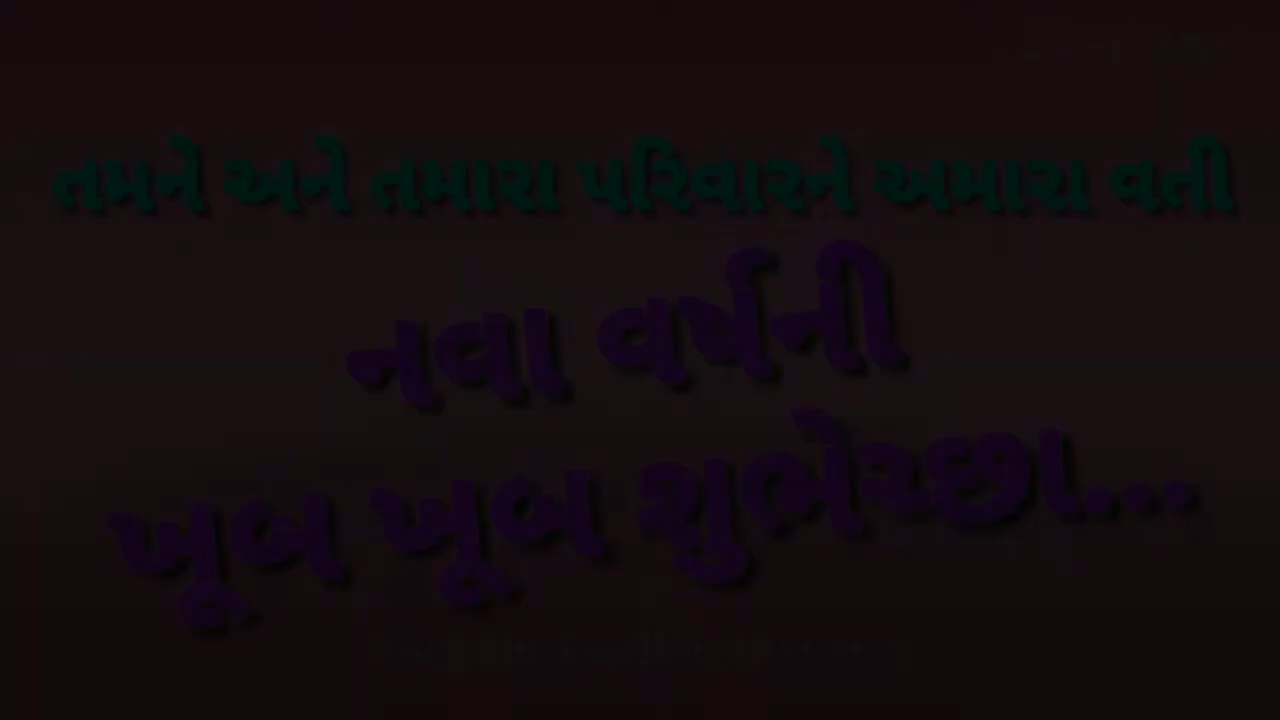 તમને અને તમારા પરિવારને અમારા વતી
નવા વર્ષની
ખૂબ ખૂબ શુભેચ્છા...